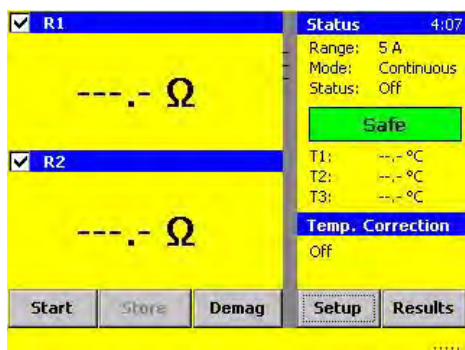 R1
---.- Ω
R2
---.- Ω
Status 4:07
Range: 5 A
Mode: Continuous
Status: Off
Safe
T1: --.- °C
T2: --.- °C
T3: --.- °C
Temp. Correction
Off
Start Store Demag Setup Results